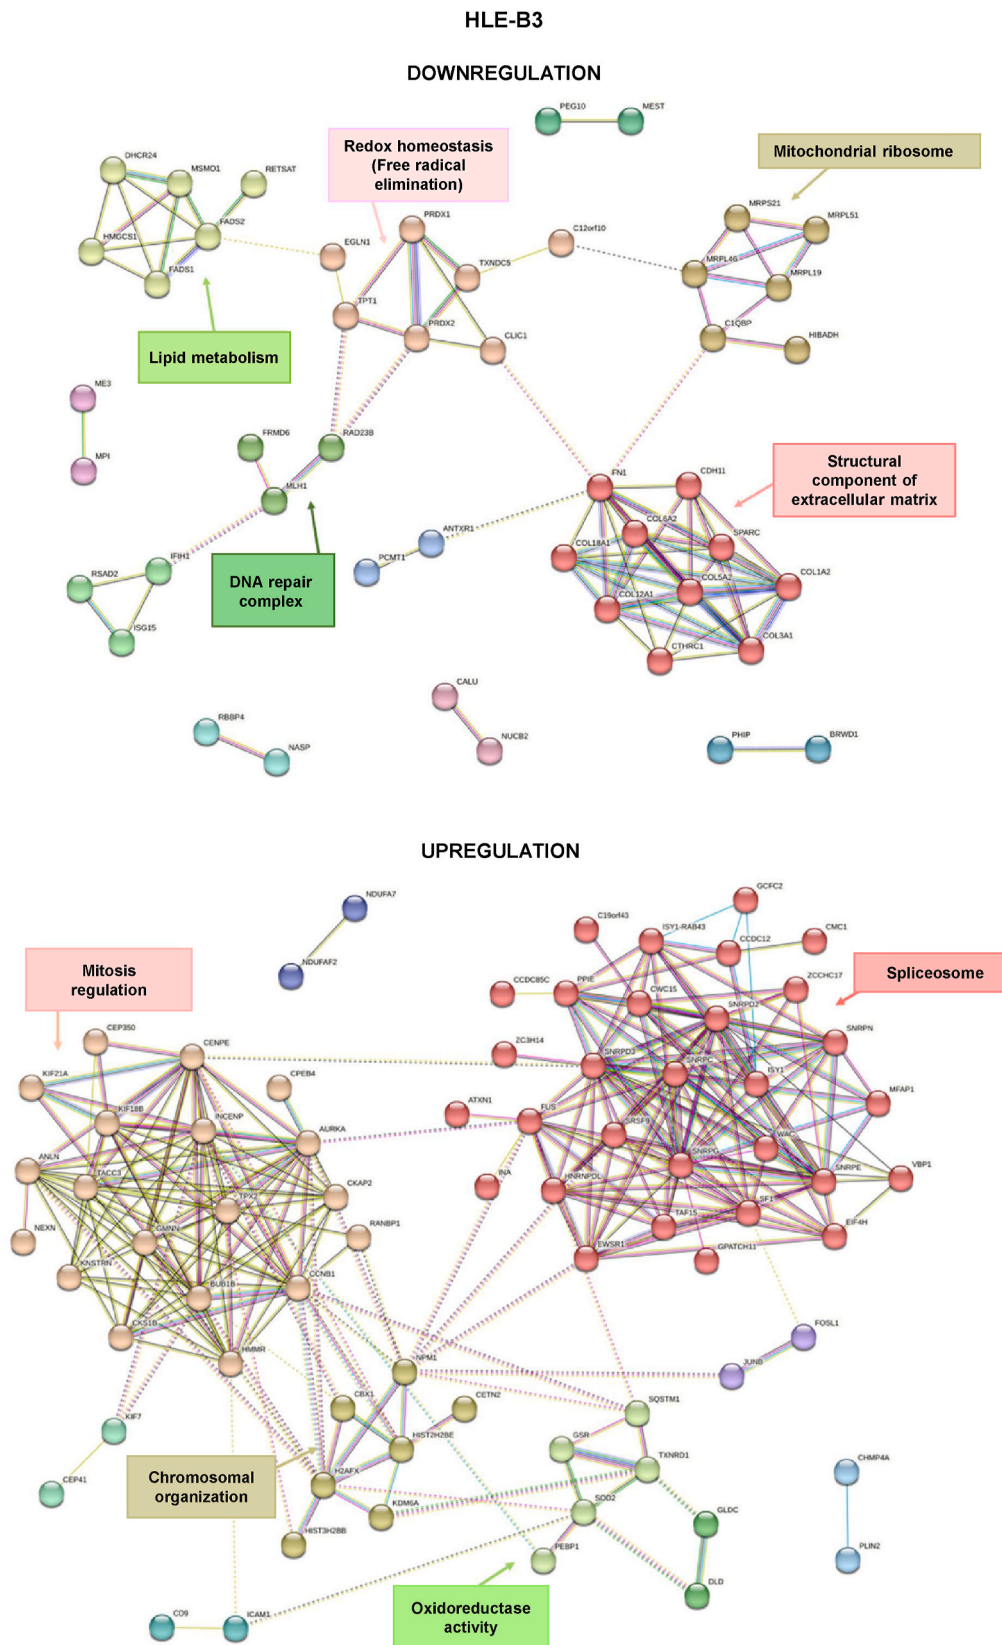 HLE-B3
DOWNREGULATION
PEG10
MEST
Redox homeostasis
(Free radical
elimination)
Mitochondrial ribosome
DHCR24
MSMO1
RETSAT
FADS2
HMGCS1
FADS1
EGLN1
PRDX1
C12orf10
TXNDC5
TPT1
PRDX2
CLIC1
MRPS21
MRPL51
MRPL46
MRPL19
C1QBP
HIBADH
Lipid metabolism
ME3
MPI
FRMD6
RAD23B
MLH1
FN1
CDH11
Structural
component of
extracellular matrix
COL6A2
SPARC
ANTXR1
COL18A1
PCMT1
COL5A2
COL1A2
COL12A1
COL3A1
CTHRC1
IFIH1
RSAD2
ISG15
DNA repair
complex
RBBP4
NASP
CALU
NUCB2
PHIP
BRWD1
UPREGULATION
NDUFA7
NDUFAF2
GCFC2
C19orf43
ISY1-RAB43
CMC1
CCDC12
Mitosis
regulation
Spliceosome
CCDC85C
PPIE
CWC15
ZCCHC17
SNRPD2
CEP350
CENPE
ZC3H14
SNRPD3
SNRPC
SNRPN
KIF21A
CPEB4
ISY1
MFAP1
KIF18B
INCENP
AURKA
ATXN1
FUS
SRSF9
WAC
ANLN
TACC3
TPX2
CKAP2
INA
HNRNPDL
SNRPG
SNRPE
VBP1
SF1
NEXN
GMNN
RANBP1
TAF15
EIF4H
EWSR1
GPATCH11
KNSTRN
BUB1B
CCNB1
CKS1B
HMMR
FOSL1
JUNB
NPM1
CBX1
CETN2
SQSTM1
KIF7
HIST2H2BE
GSR
TXNRD1
CEP41
Chromosomal
organization
H2AFX
KDM6A
SOD2
GLDC
CHMP4A
HIST3H2BB
PEBP1
PLIN2
DLD
Oxidoreductase
activity
CD9
ICAM1